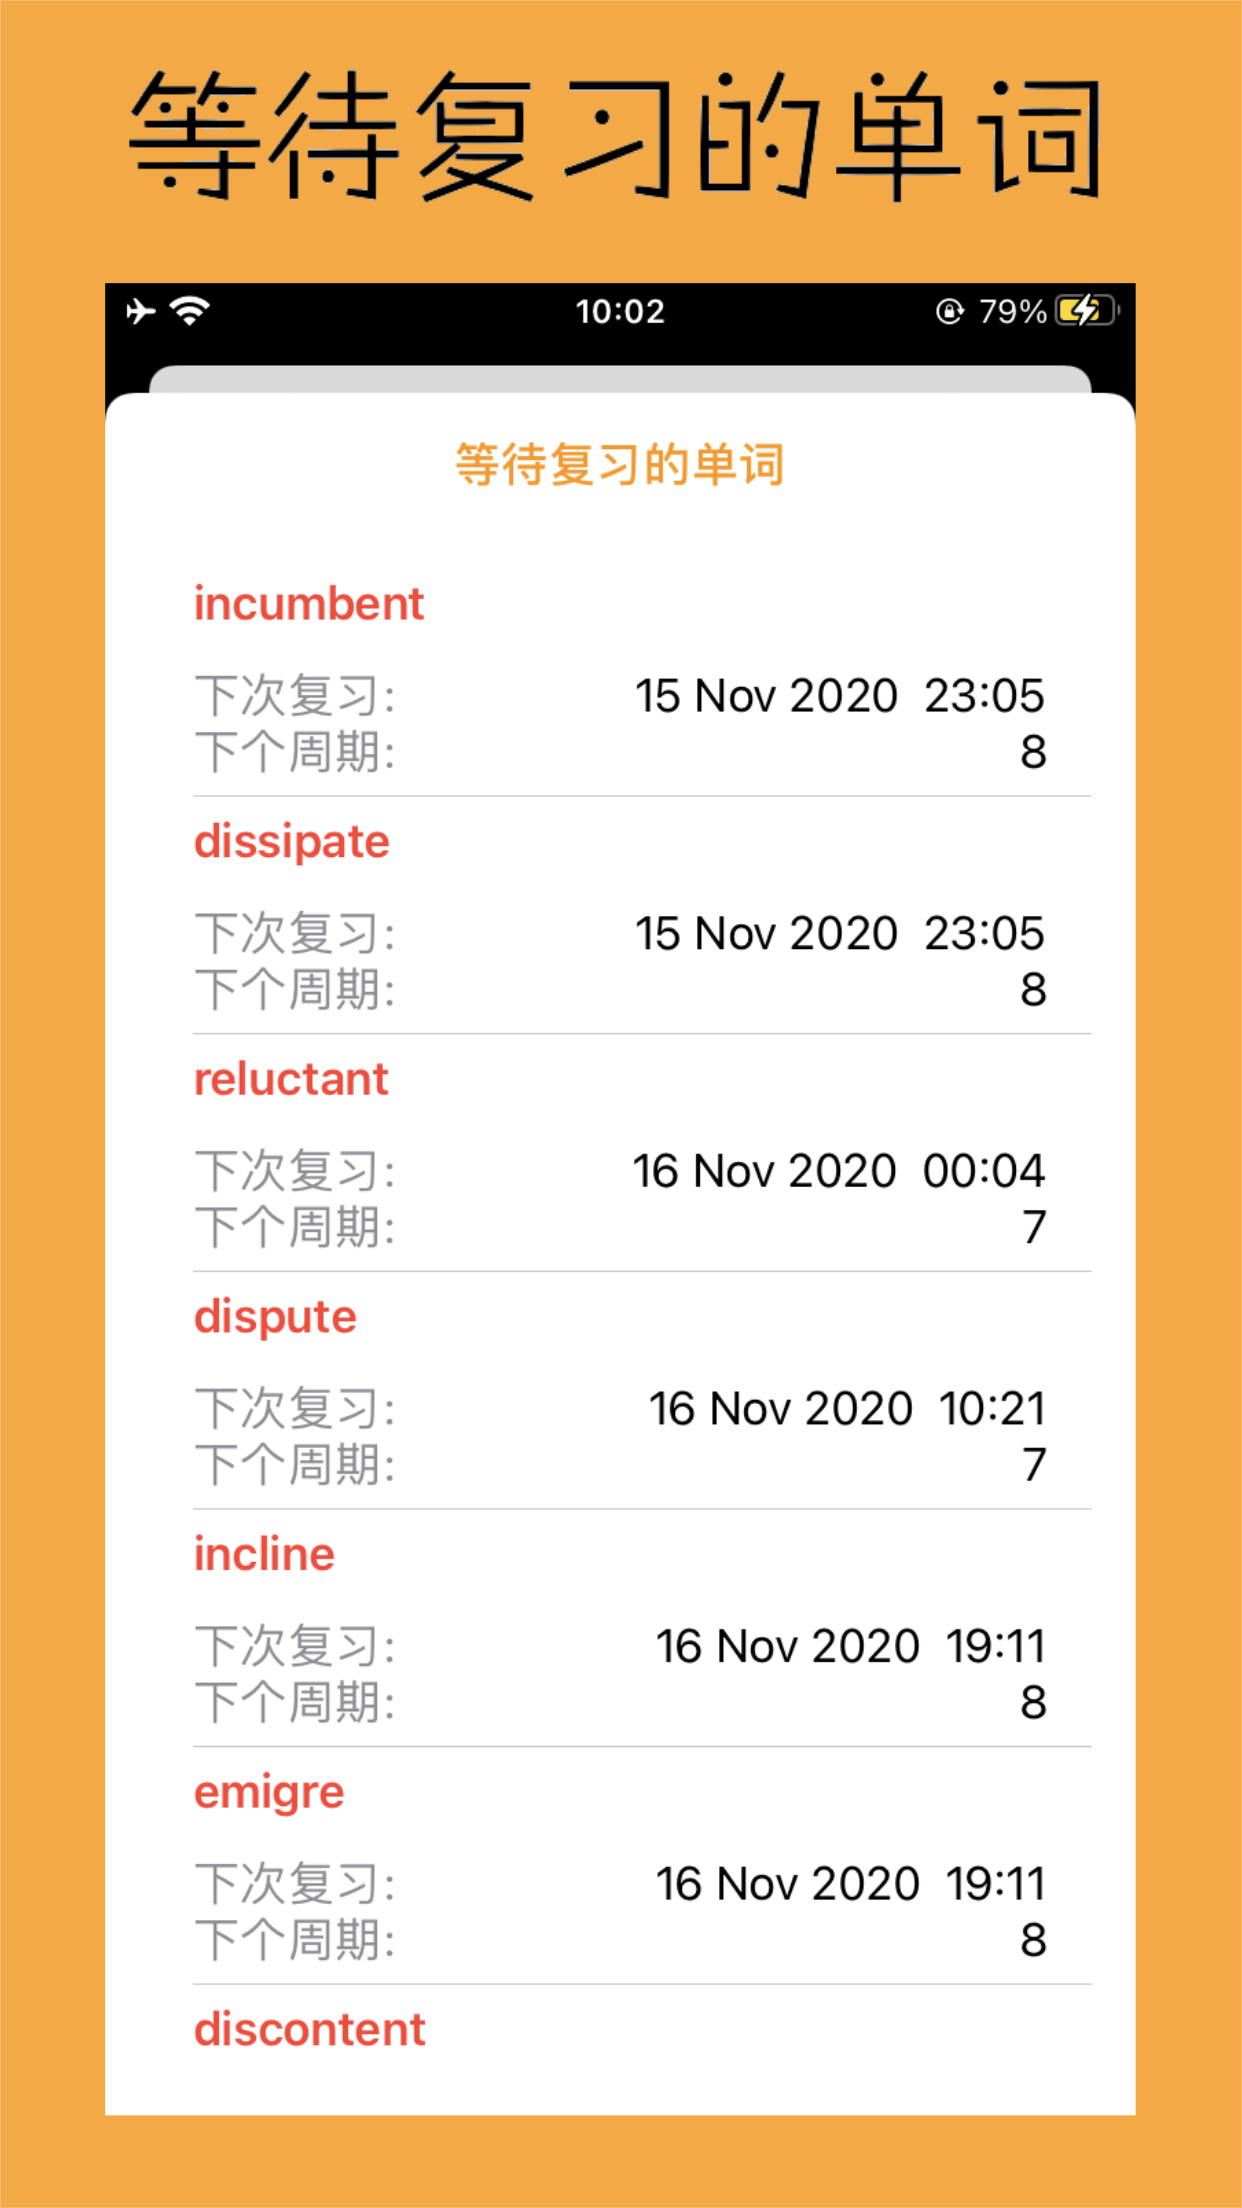 等待复习的单词
10:02
79%
等待复习的单词
incumbent
下次复习: 15 Nov 2020 23:05
下个周期: 8
dissipate
下次复习: 15 Nov 2020 23:05
下个周期: 8
reluctant
下次复习: 16 Nov 2020 00:04
下个周期: 7
dispute
下次复习: 16 Nov 2020 10:21
下个周期: 7
incline
下次复习: 16 Nov 2020 19:11
下个周期: 8
emigre
下次复习: 16 Nov 2020 19:11
下个周期: 8
discontent